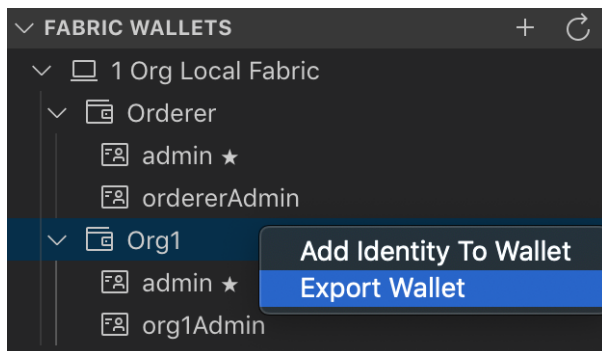 FABRIC WALLETS
1 Org Local Fabric
Orderer
admin ★
ordererAdmin
Org1
Add Identity To Wallet
admin ★
Export Wallet
org1Admin